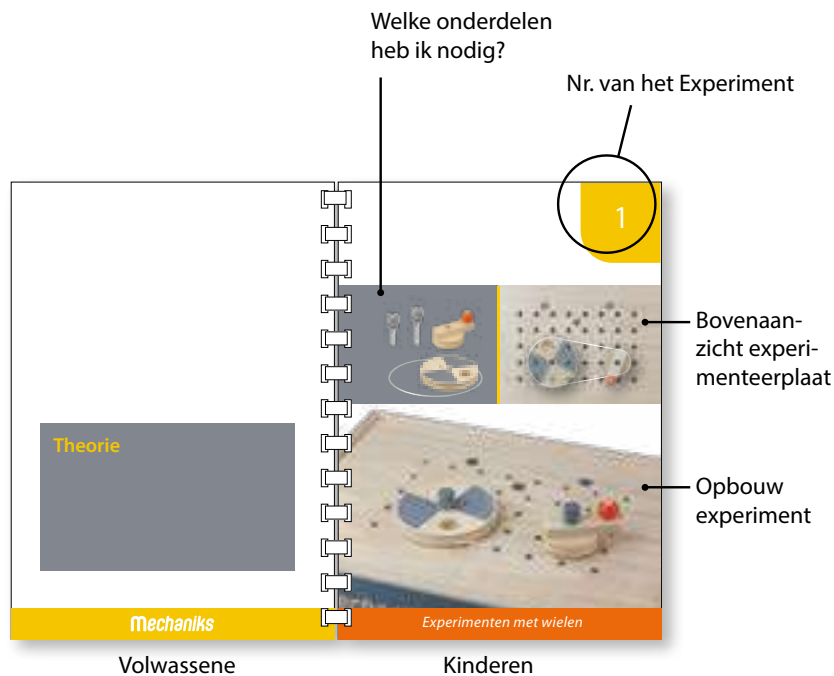 Welke onderdelen
heb ik nodig?
Nr. van het Experiment
1
Bovenaan-
zicht experi-
menteerplaat
Theorie
Opbouw
experiment
Mechaniks
Experimenten met wielen
Volwassene
Kinderen